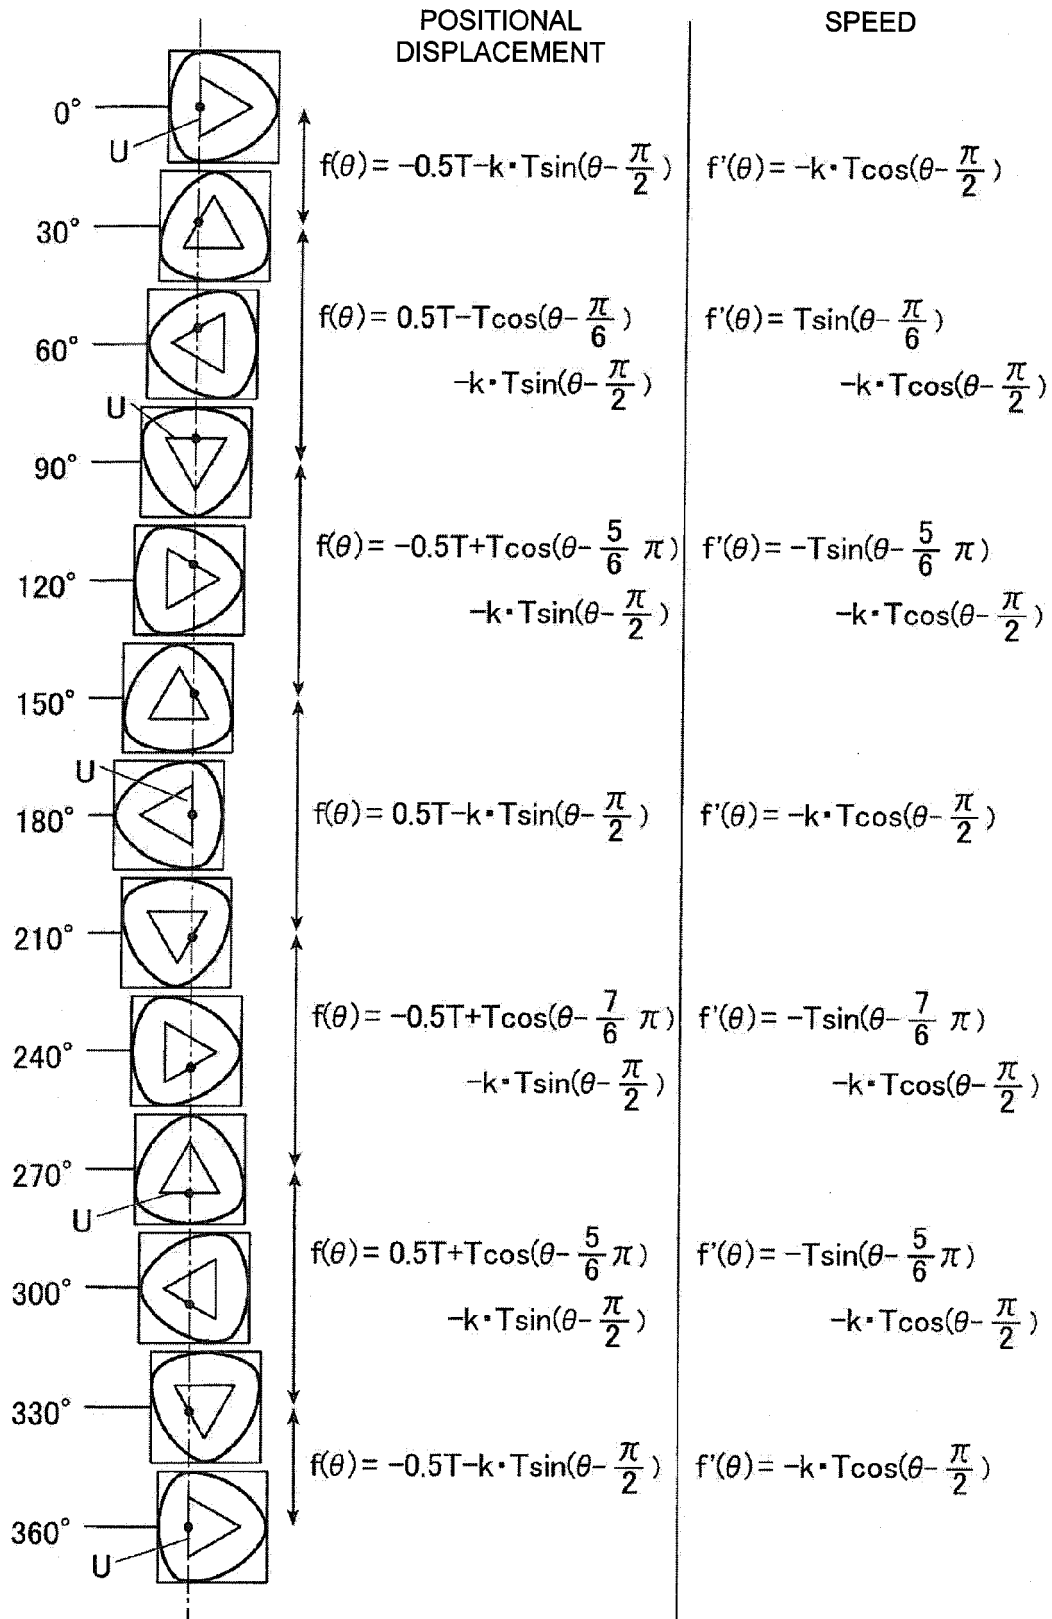 POSITIONAL DISPLACEMENT SPEED
0°
U
f(θ) = -0.5T-k·Tsin(θ-π/2) f'(θ) = -k·Tcos(θ-π/2)
30°
f(θ) = 0.5T-Tcos(θ-π/6) f'(θ) = Tsin(θ-π/6)
60°
-k·Tsin(θ-π/2) -k·Tcos(θ-π/2)
U
90°
f(θ) = -0.5T+Tcos(θ-5/6 π) f'(θ) = -Tsin(θ-5/6 π)
120°
-k·Tsin(θ-π/2) -k·Tcos(θ-π/2)
150°
U
180°
f(θ) = 0.5T-k·Tsin(θ-π/2) f'(θ) = -k·Tcos(θ-π/2)
210°
f(θ) = -0.5T+Tcos(θ-7/6 π) f'(θ) = -Tsin(θ-7/6 π)
240°
-k·Tsin(θ-π/2) -k·Tcos(θ-π/2)
270°
U
f(θ) = 0.5T+Tcos(θ-5/6π) f'(θ) = -Tsin(θ-5/6π)
300°
-k·Tsin(θ-π/2) -k·Tcos(θ-π/2)
330°
f(θ) = -0.5T-k·Tsin(θ-π/2) f'(θ) = -k·Tcos(θ-π/2)
360°
U